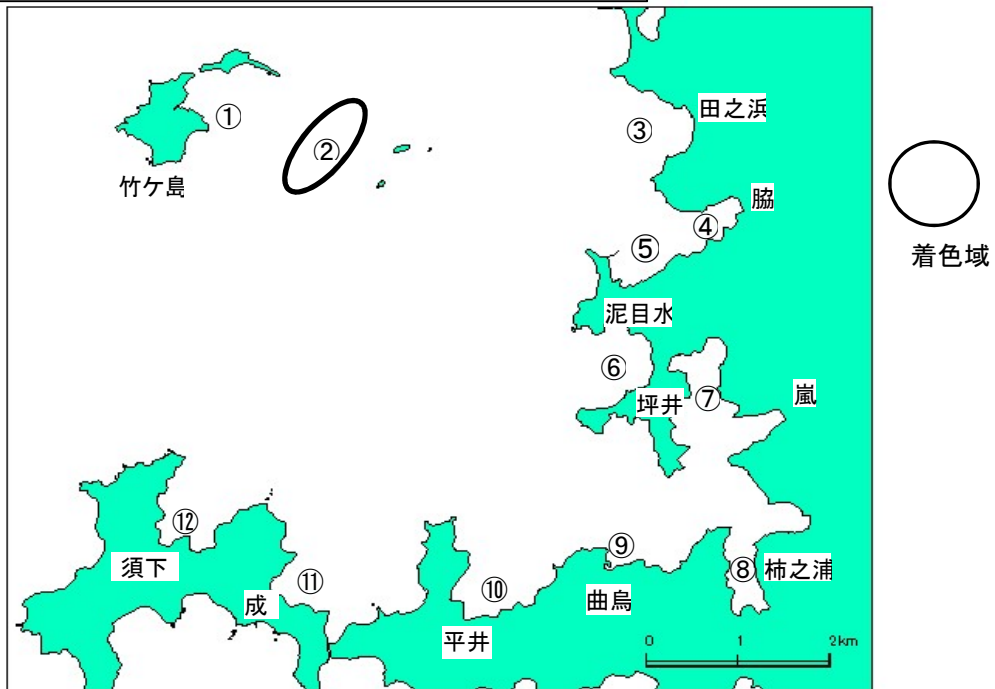 ①
②
③
田之浜
竹ケ島
脇
④
⑤
着色域
泥目水
⑥
嵐
坪井
⑦
⑫
⑨
須下
⑪
⑧
柿之浦
⑩
曲烏
成
平井
0 1 2km